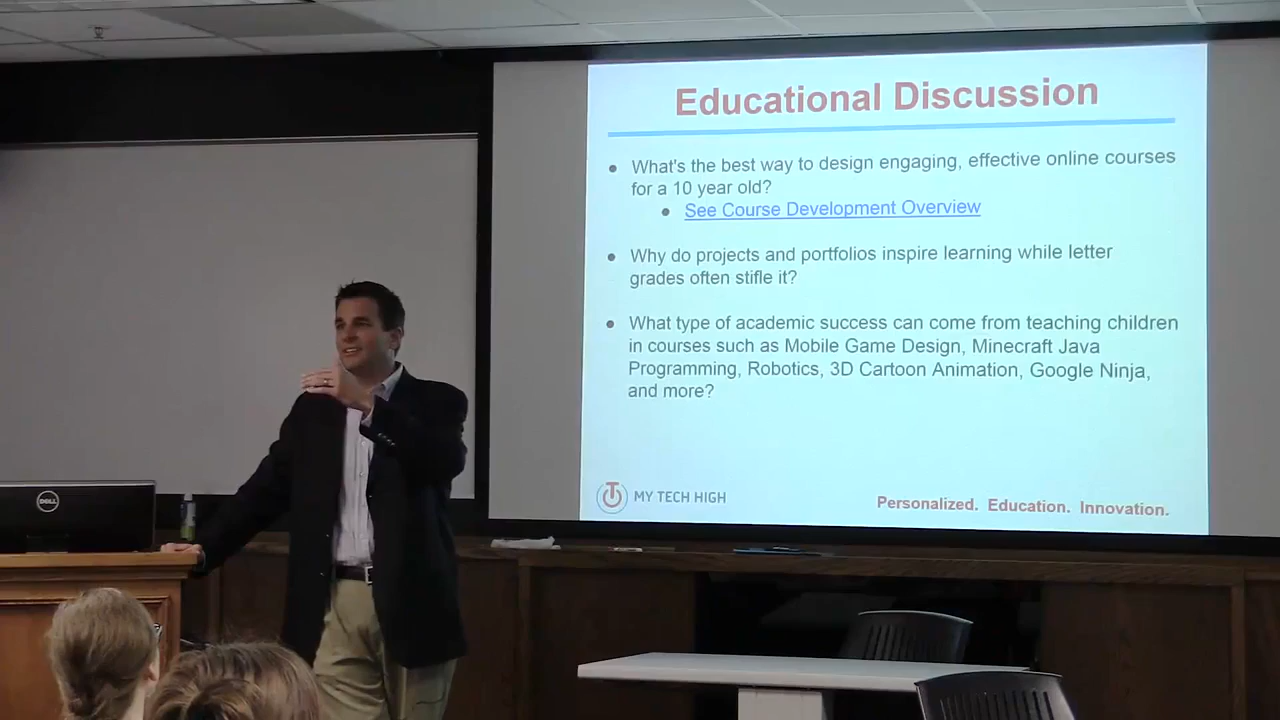 Educational Discussion
• What's the best way to design engaging, effective online courses
for a 10 year old?
• See Course Development Overview
• Why do projects and portfolios inspire learning while letter
grades often stifle it?
• What type of academic success can come from teaching children
in courses such as Mobile Game Design, Minecraft Java
Programming, Robotics, 3D Cartoon Animation, Google Ninja,
and more?
MY TECH HIGH
Personalized. Education. Innovation.
DELL